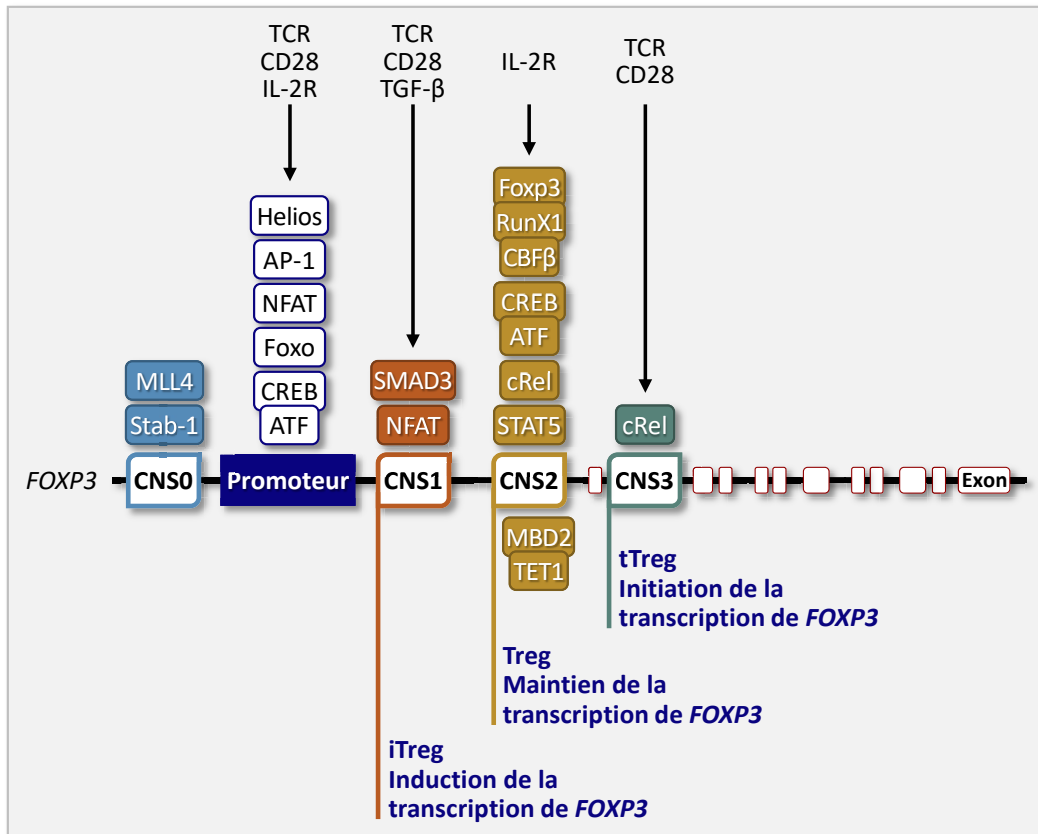 TCR
CD28
IL-2R
TCR
CD28
TGF-β
IL-2R
TCR
CD28
Helios
AP-1
NFAT
Foxo
CREB
ATF
MLL4
Stab-1
SMAD3
NFAT
Foxp3
RunX1
CBFβ
CREB
ATF
cRel
STAT5
cRel
FOXP3
CNS0
Promoteur
CNS1
CNS2
CNS3
Exon
MBD2
TET1
tTreg
Initiation de la
transcription de FOXP3
Treg
Maintien de la
transcription de FOXP3
iTreg
Induction de la
transcription de FOXP3